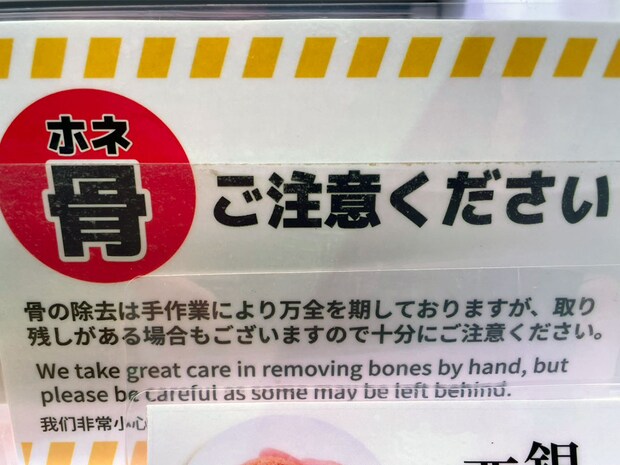 ホネ
骨
ご注意ください
骨の除去は手作業により万全を期しておりますが、取り
残しがある場合もございますので十分にご注意ください。
We take great care in removing bones by hand, but
please be careful as some may be left behind.
我们非常小心